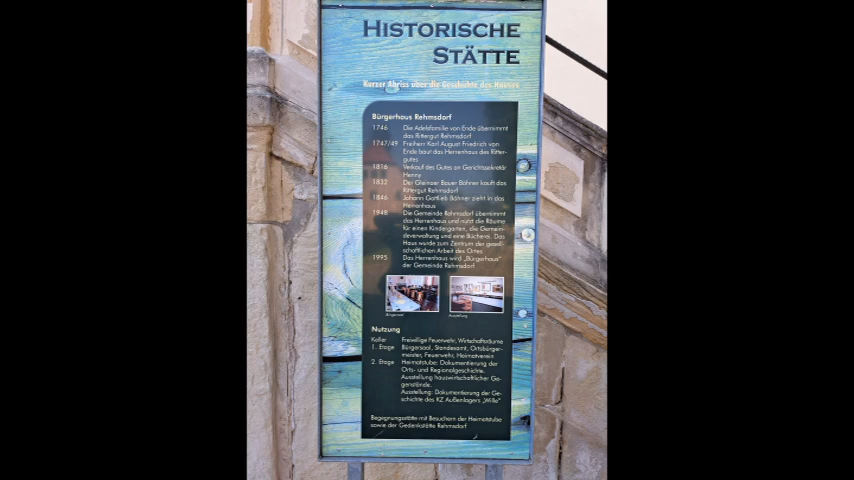 HISTORISCHE
STÄTTE
Kurzer Abriss über die Geschichte des Hauses
Bürgerhaus Rehmsdorf
1746 Die Adelsfamilie von Ende übernimmt
das Rittergut Rehmsdorf
1747/49 Freiherr Karl August Friedrich von
Ende baut das Herrenhaus des Ritter-
gutes
1816 Verkauf des Gutes an Gerichtssekretär
Henny
1832 Der Gleinaer Bauer Böhner kauft das
Rittergut Rehmsdorf
1846 Johann Gottlieb Böhner zieht in das
Herrenhaus
1948 Die Gemeinde Rehmsdorf übernimmt
das Herrenhaus und nutzt die Räume
für einen Kindergarten, die Gemein-
deverwaltung und eine Bücherei. Das
Haus wurde zum Zentrum der gesell-
schaftlichen Arbeit des Ortes
1995 Das Herrenhaus wird „Bürgerhaus"
der Gemeinde Rehmsdorf
Bürgersaal Ausstellung
Nutzung
Keller Freiwillige Feuerwehr, Wirtschaftsräume
1. Etage Bürgersaal, Standesamt, Ortsbürger-
meister, Feuerwehr, Heimatverein
2. Etage Heimatstube: Dokumentierung der
Orts- und Regionalgeschichte.
Ausstellung hauswirtschaftlicher Ge-
genstände.
Ausstellung: Dokumentierung der Ge-
schichte des KZ Außenlagers „Wille"
Begegnungsstätte mit Besuchern der Heimatstube
sowie der Gedenkstätte Rehmsdorf